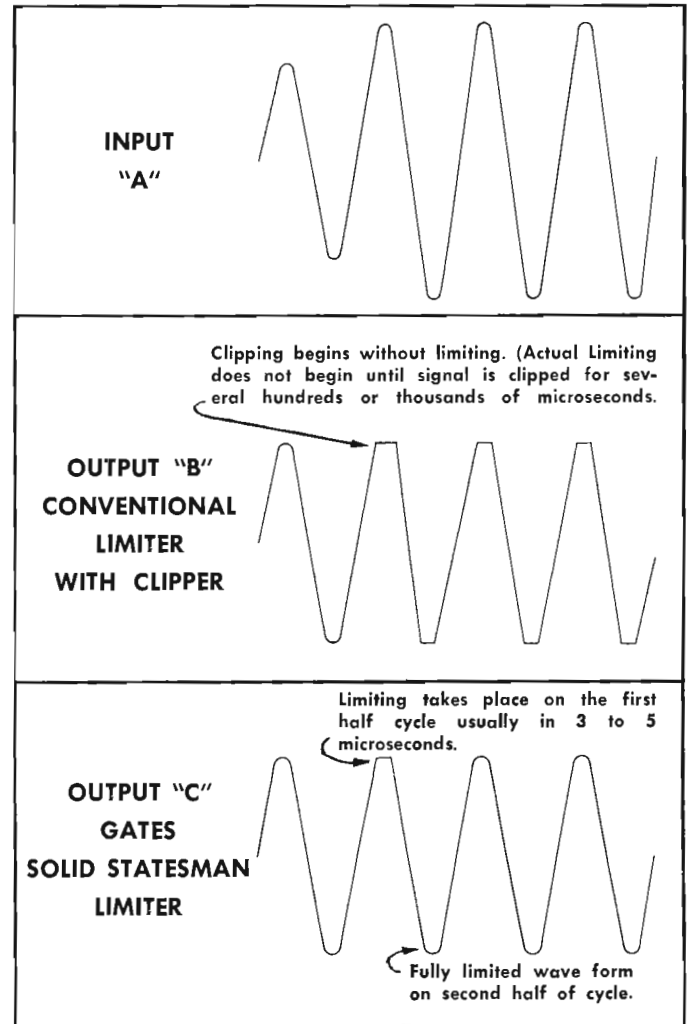 INPUT
"A"
Clipping begins without limiting. (Actual Limiting
does not begin until signal is clipped for sev-
eral hundreds or thousands of microseconds.
OUTPUT "B"
CONVENTIONAL
LIMITER
WITH CLIPPER
Limiting takes place on the first
half cycle usually in 3 to 5
microseconds.
OUTPUT "C"
GATES
SOLID STATESMAN
LIMITER
Fully limited wave form
on second half of cycle.